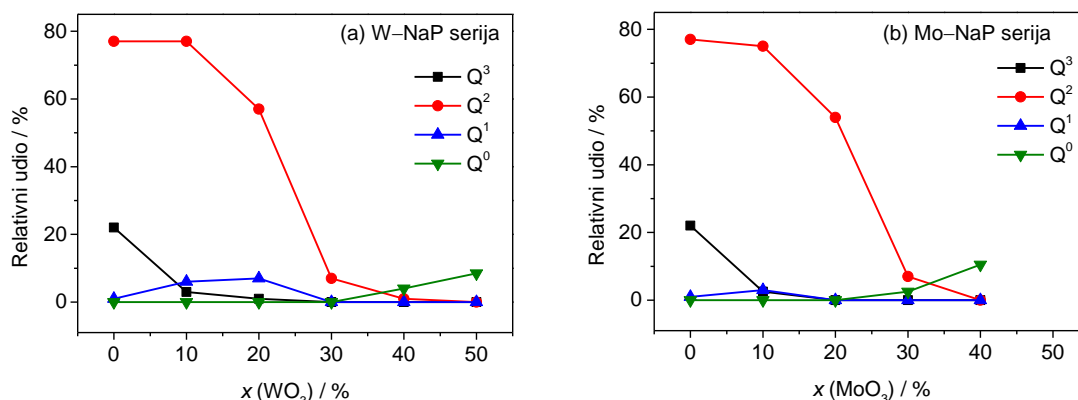 (a) W–NaP serija
Q³
Q²
Q¹
Q⁰
80
60
40
20
0
Relativni udio / %
0 10 20 30 40 50
x (WO₃) / %
(b) Mo–NaP serija
Q³
Q²
Q¹
Q⁰
80
60
40
20
0
Relativni udio / %
0 10 20 30 40 50
x (MoO₃) / %